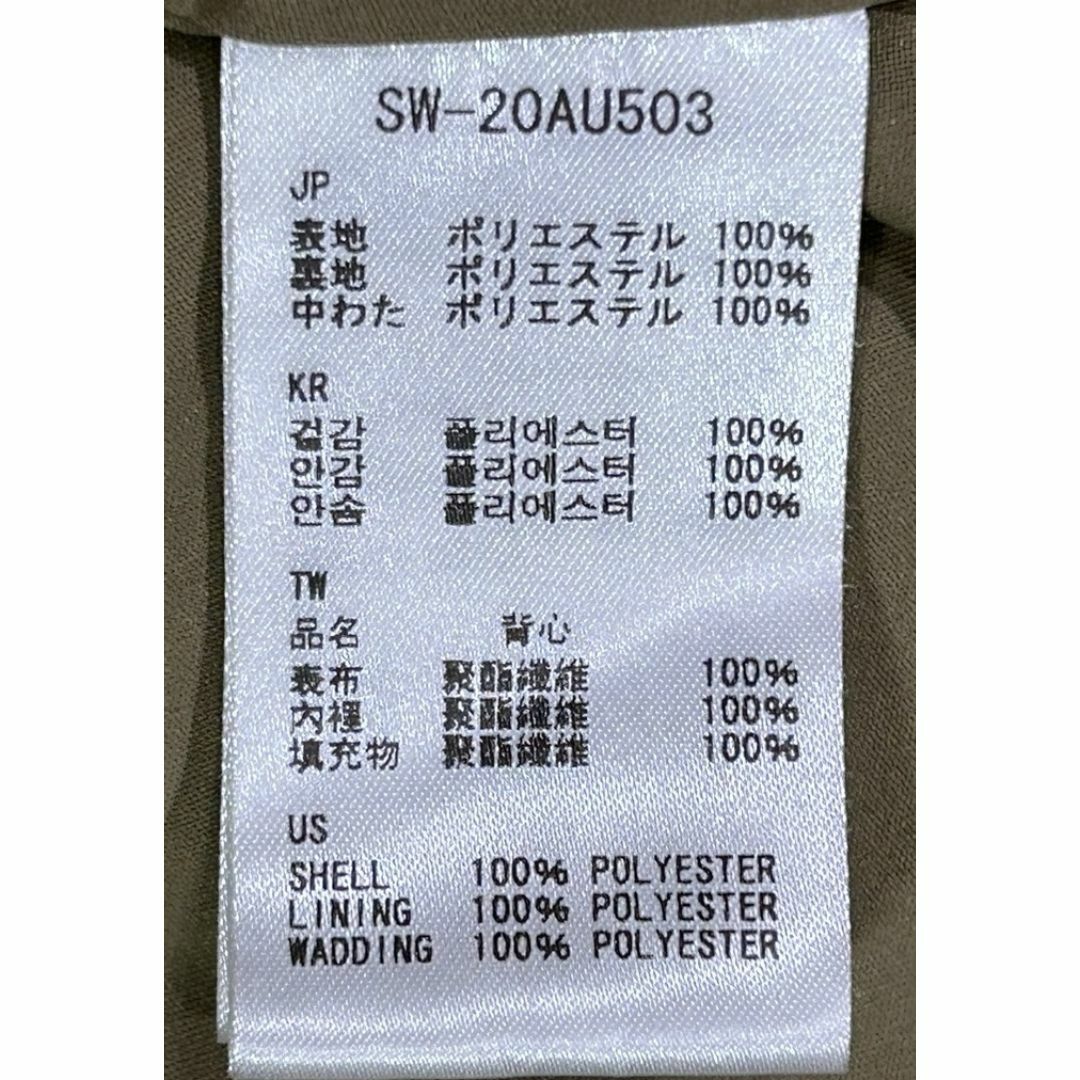 SW-20AU503
JP
表地 ポリエステル 100%
裏地 ポリエステル 100%
中わた ポリエステル 100%
KR
겉감 폴리에스터 100%
안감 폴리에스터 100%
안솜 폴리에스터 100%
TW
品名 背心
表布 聚酯纖維 100%
內裡 聚酯纖維 100%
填充物 聚酯纖維 100%
US
SHELL 100% POLYESTER
LINING 100% POLYESTER
WADDING 100% POLYESTER